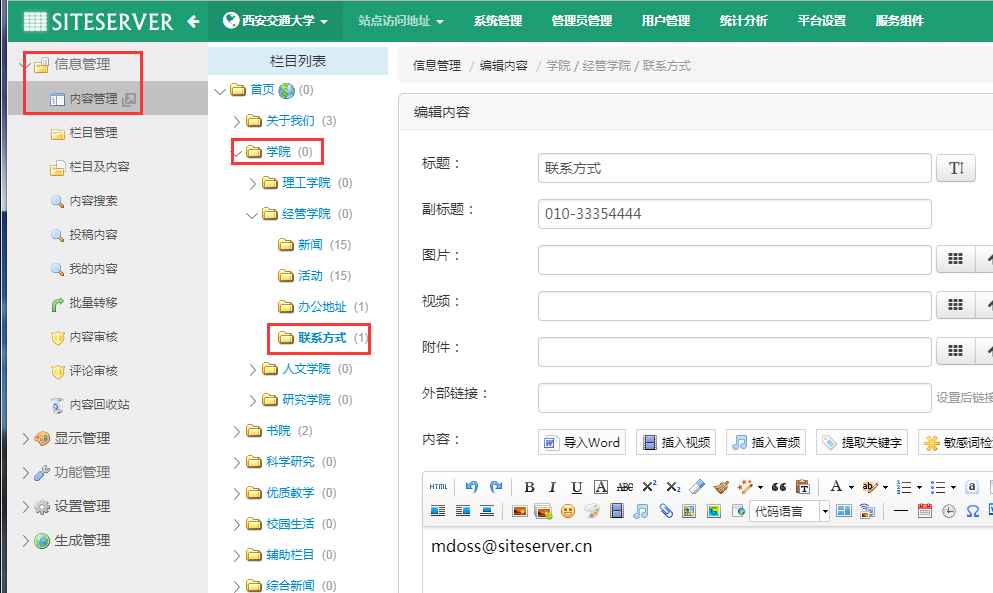 SITESERVER 西安交通大学 站点访问地址 系统管理 管理员管理 用户管理 统计分析 平台设置 服务组件
信息管理
内容管理
栏目管理
栏目及内容
内容搜索
投稿内容
我的内容
批量转移
内容审核
评论审核
内容回收站
显示管理
功能管理
设置管理
生成管理
栏目列表
首页 (0)
关于我们 (3)
学院 (0)
理工学院 (0)
经管学院 (0)
新闻 (15)
活动 (15)
办公地址 (1)
联系方式 (1)
人文学院 (0)
研究学院 (0)
书院 (2)
科学研究 (0)
优质教学 (0)
校园生活 (0)
辅助栏目 (0)
综合新闻 (0)
信息管理 / 编辑内容 / 学院 / 经管学院 / 联系方式
编辑内容
标题： 联系方式
副标题： 010-33354444
图片：
视频：
附件：
外部链接： 设置后链接
内容： 导入Word 插入视频 插入音频 提取关键字 敏感词检
HTML B I U A ABC X² X₂ A ab
代码语言
mdoss@siteserver.cn